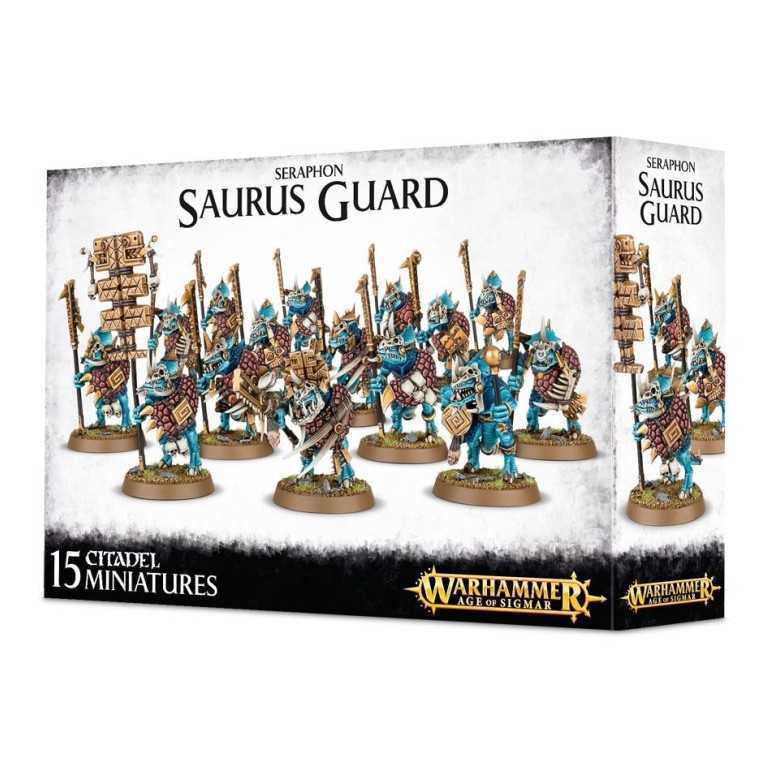 SERAPHON
SAURUS GUARD
15 CITADEL
MINIATURES
WARHAMMER
AGE OF SIGMAR
SERAPHON
SAURUS
GUARD
WARHAMMER
AGE OF SIGMAR